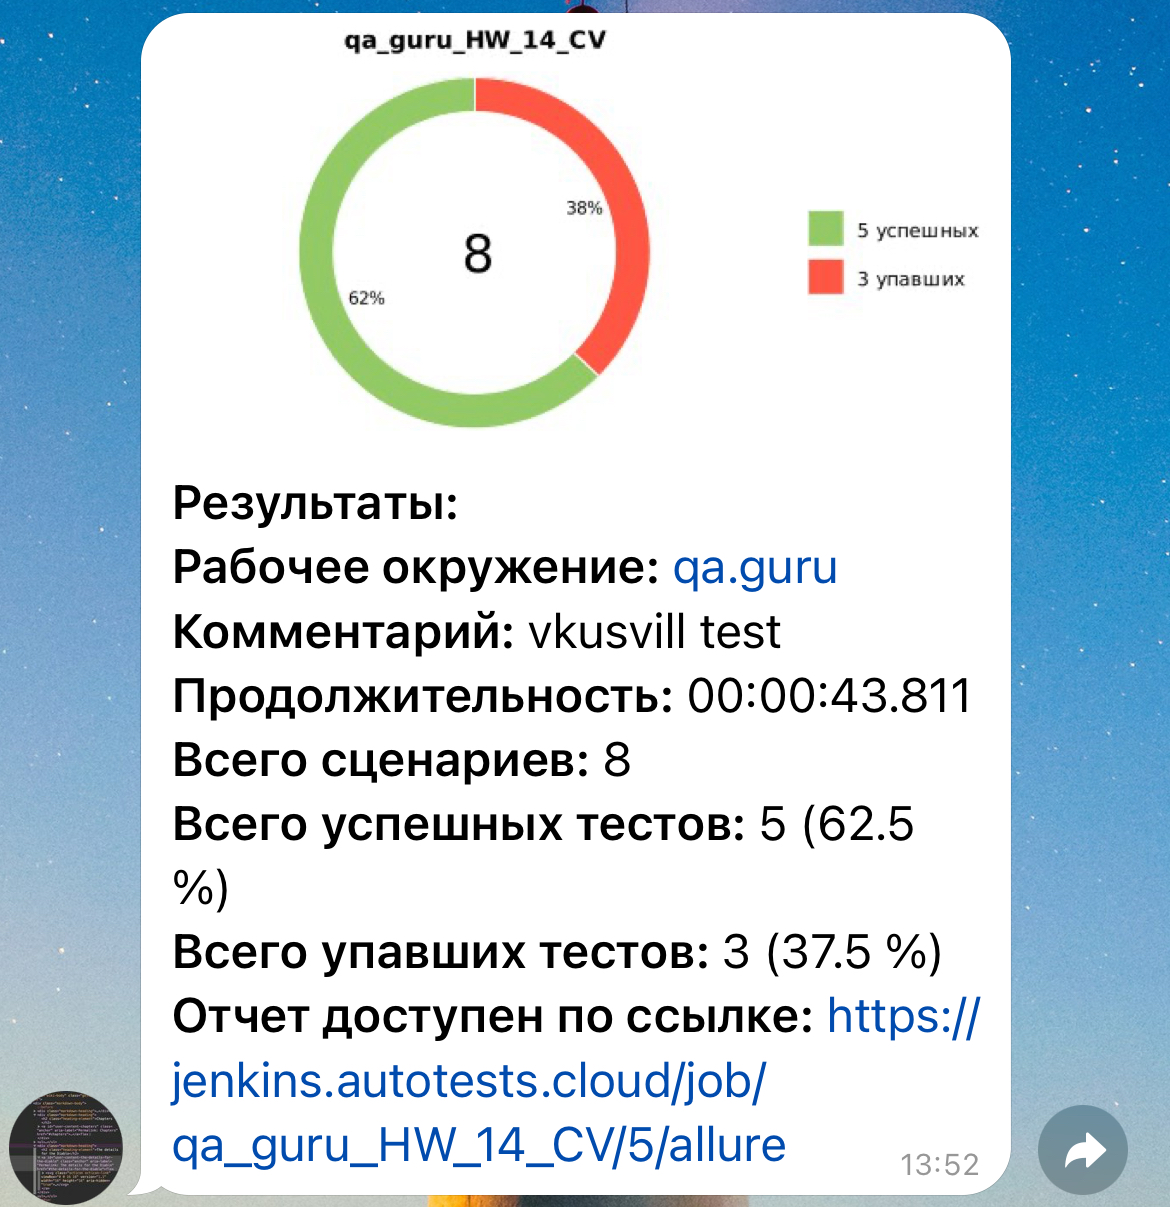 qa_guru_HW_14_CV
38%
8
62%
5 успешных
3 упавших
Результаты:
Рабочее окружение: qa.guru
Комментарий: vkusvill test
Продолжительность: 00:00:43.811
Всего сценариев: 8
Всего успешных тестов: 5 (62.5
%)
Всего упавших тестов: 3 (37.5 %)
Отчет доступен по ссылке: https://
jenkins.autotests.cloud/job/
qa_guru_HW_14_CV/5/allure
13:52